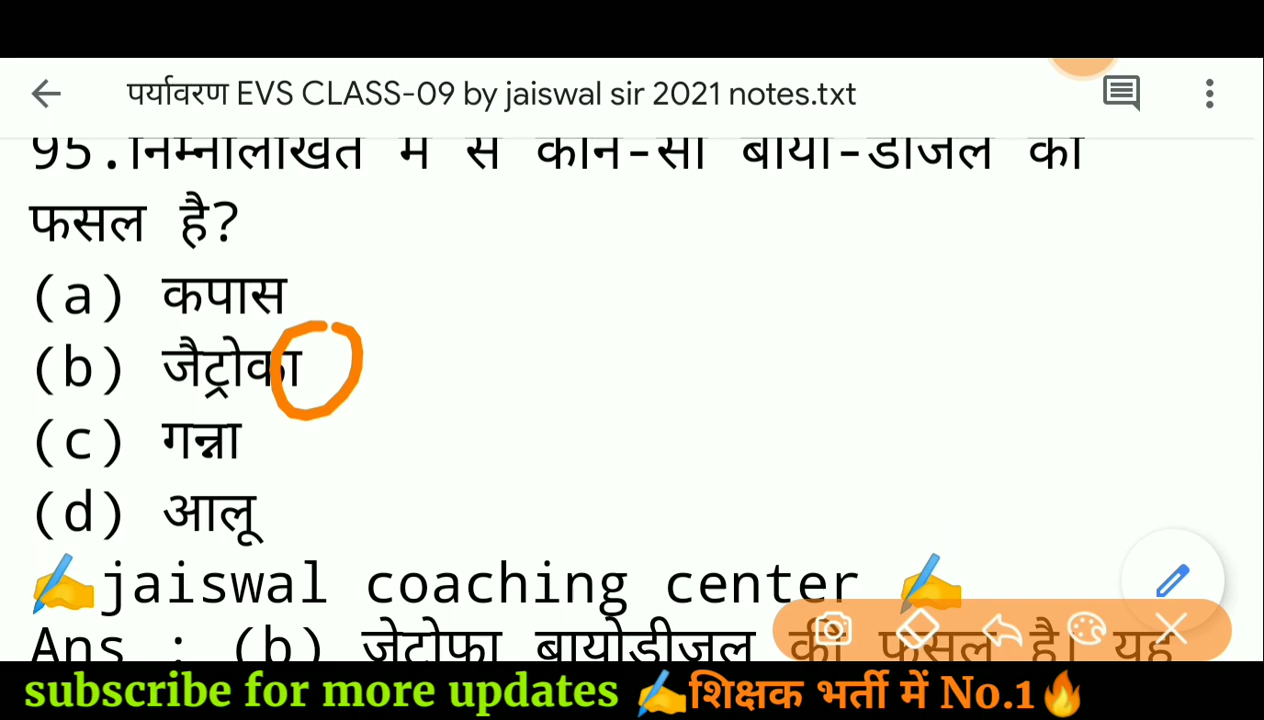 पर्यावरण EVS CLASS-09 by jaiswal sir 2021 notes.txt
95.निम्नलिखित में से कौन-सी बायो-डीजल की
फसल है?
(a) कपास
(b) जैट्रोका
(c) गन्ना
(d) आलू
✍jaiswal coaching center ✍
Ans : (b) जेटोफा बायोडीजल की फसल है। यह
subscribe for more updates ✍शिक्षक भर्ती में No.1🔥